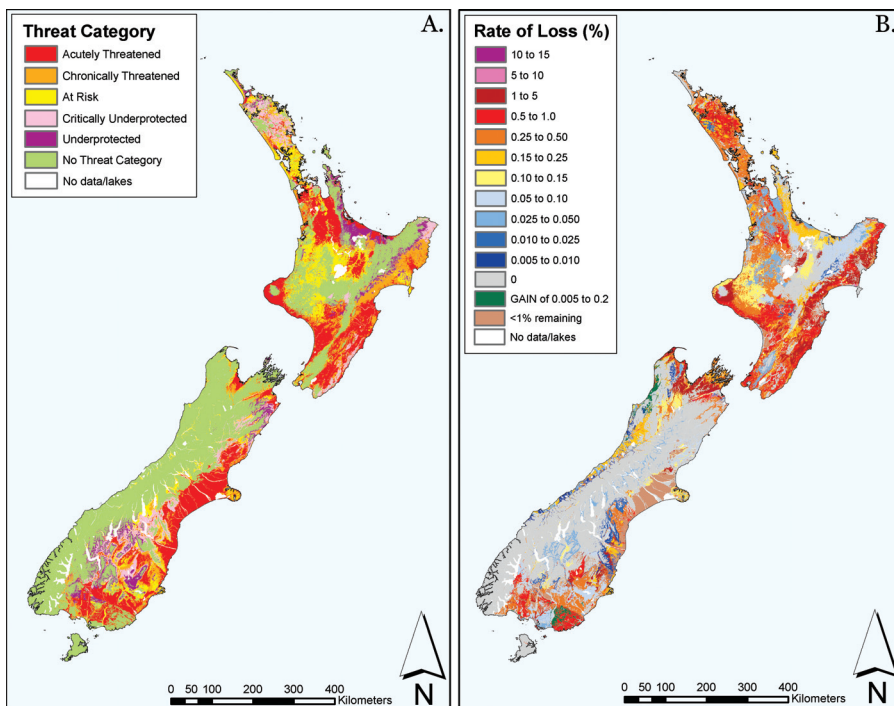 A.
Threat Category
Acutely Threatened
Chronically Threatened
At Risk
Critically Underprotected
Underprotected
No Threat Category
No data/lakes
0 50 100 200 300 400
Kilometers
N
B.
Rate of Loss (%)
10 to 15
5 to 10
1 to 5
0.5 to 1.0
0.25 to 0.50
0.15 to 0.25
0.10 to 0.15
0.05 to 0.10
0.025 to 0.050
0.010 to 0.025
0.005 to 0.010
0
GAIN of 0.005 to 0.2
<1% remaining
No data/lakes
0 50 100 200 300 400
Kilometers
N